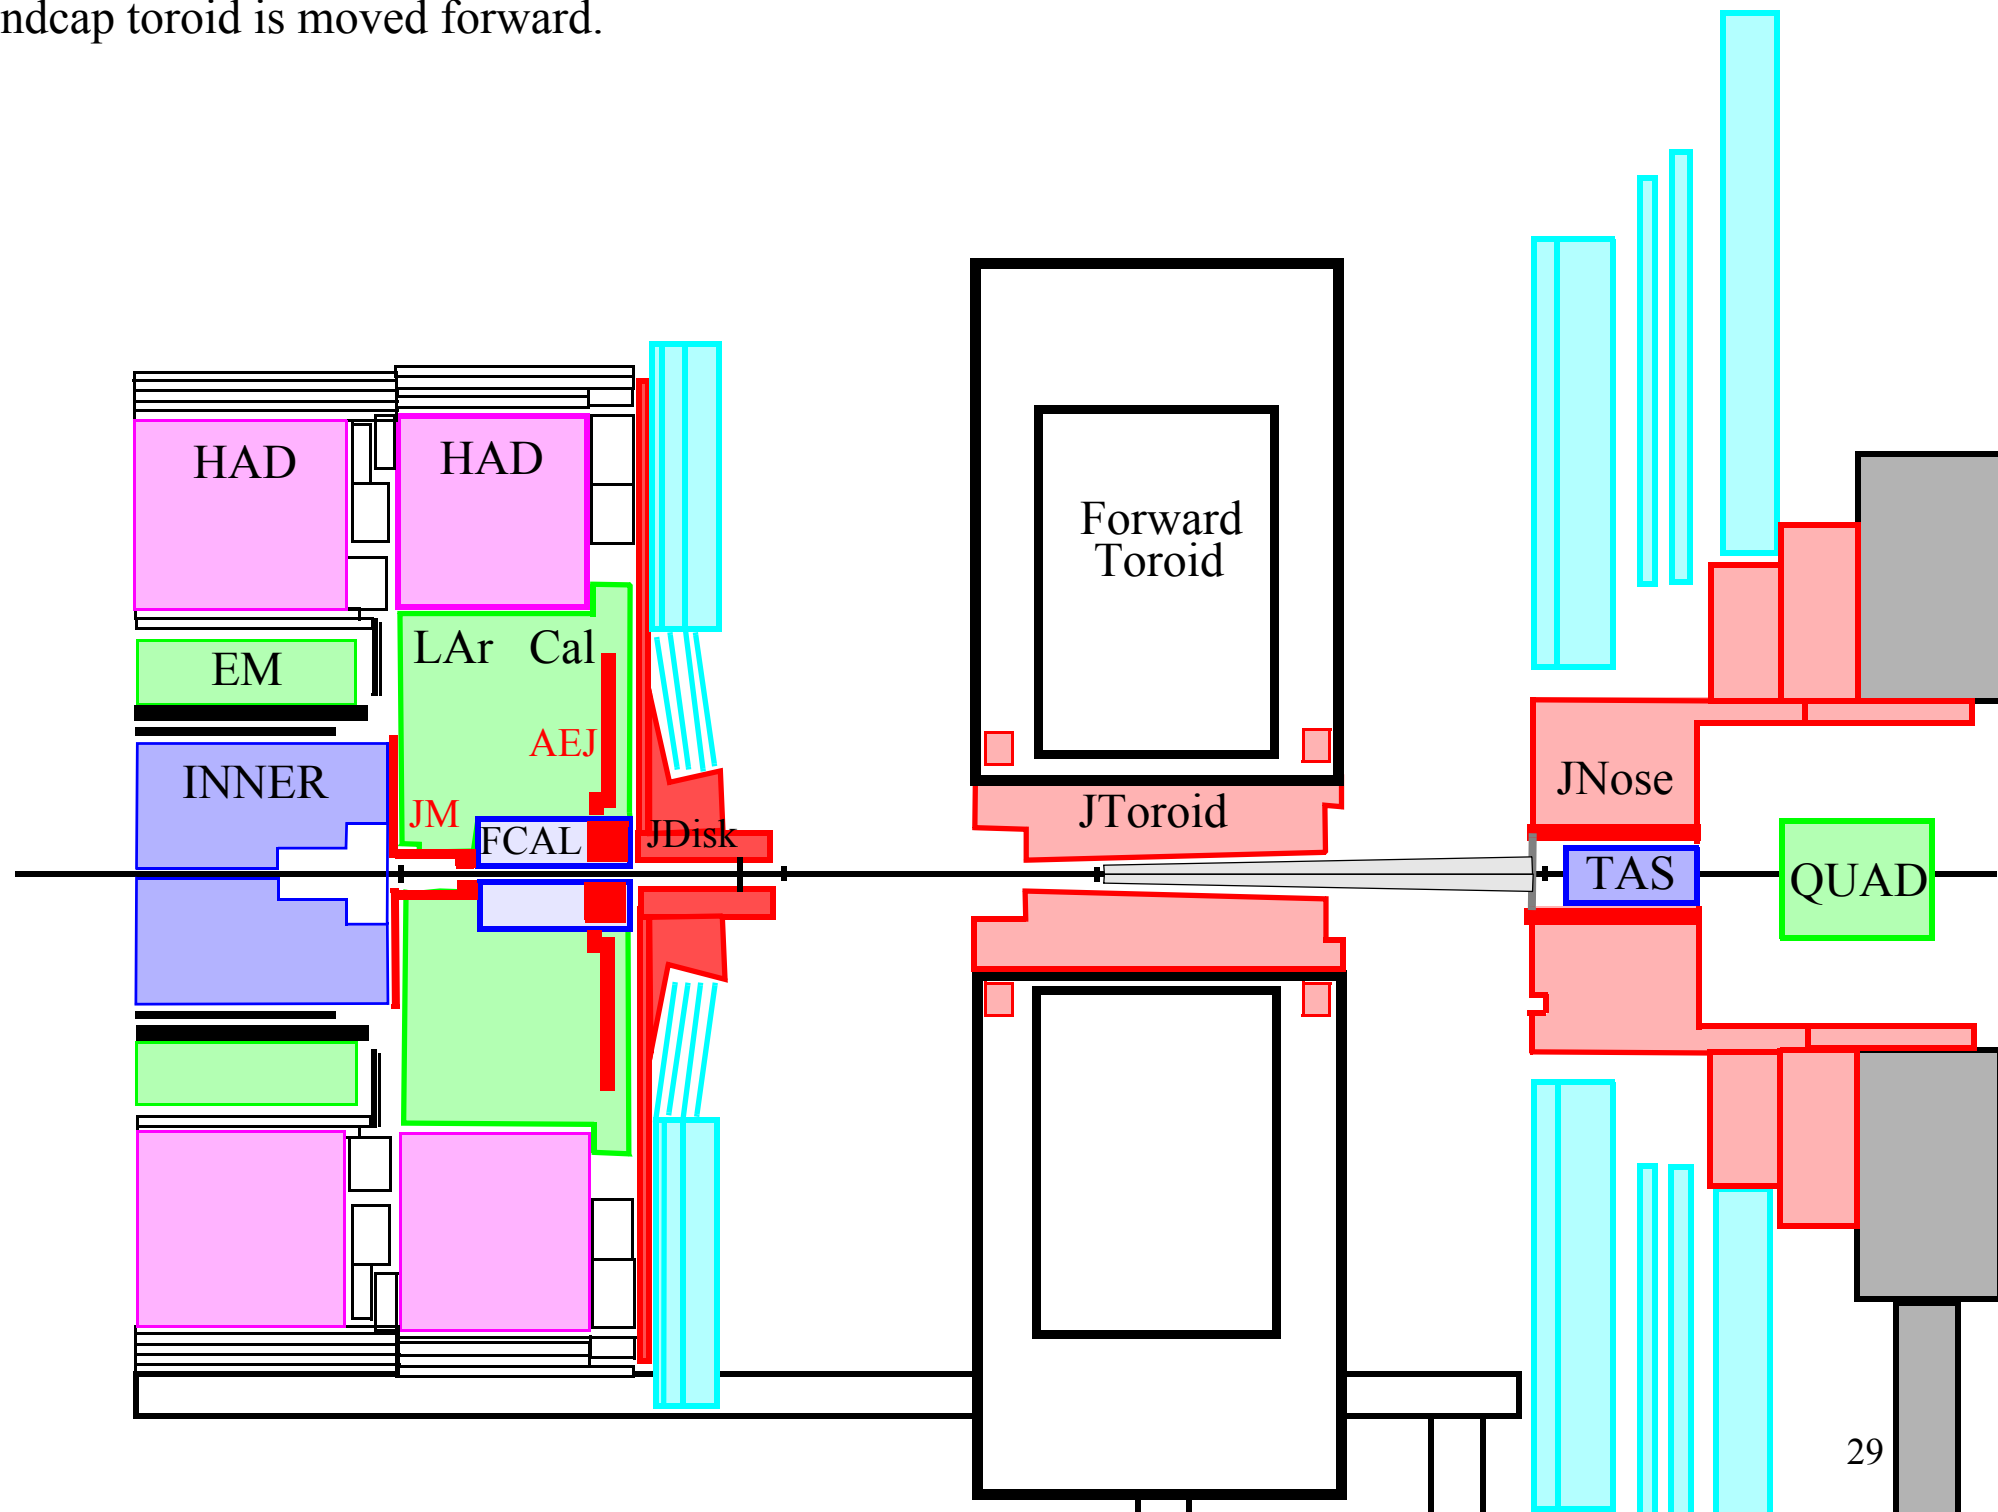 ndcap toroid is moved forward.
HAD
HAD
Forward
Toroid
LAr Cal
EM
AEJ
INNER
JNose
JM
FCAL
JDisk
JToroid
TAS
QUAD
29